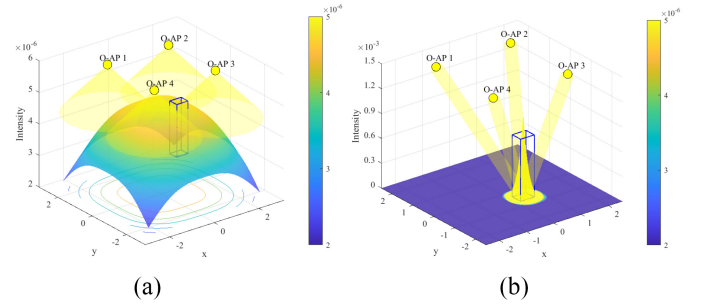 ×10⁻⁶
5
4
3
2
×10⁻⁶
6
5
4
3
2
Intensity
O-AP 1
O-AP 2
O-AP 3
O-AP 4
2
0
-2
y
-2
0
2
x
(a)
×10⁻⁶
5
4
3
2
×10⁻³
1.5
1.2
0.9
0.6
0.3
0
Intensity
O-AP 1
O-AP 2
O-AP 3
O-AP 4
2
1
0
-1
-2
y
-2
-1
0
1
2
x
(b)